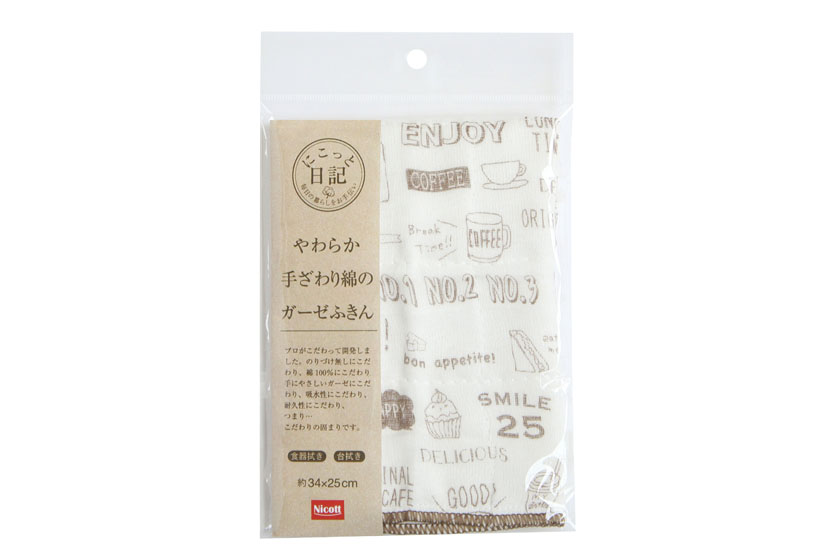 にこっと
日記
毎日の暮らしをお手伝い
やわらか
手ざわり綿の
ガーゼふきん
プロがこだわって開発しま
した。のりづけ無しにこだ
わり、綿100%にこだわり
手にやさしいガーゼにこだ
わり、吸水性にこだわり、
耐久性にこだわり、
つまり…
こだわりの固まりです。
食器拭き 台拭き
約34×25cm
Nicott
ENJOY
COFFEE
Break
Time!!
COFFEE
NO.1 NO.2 NO.3
bon appetite!
SMILE
25
DELICIOUS
CAFE
GOOD!